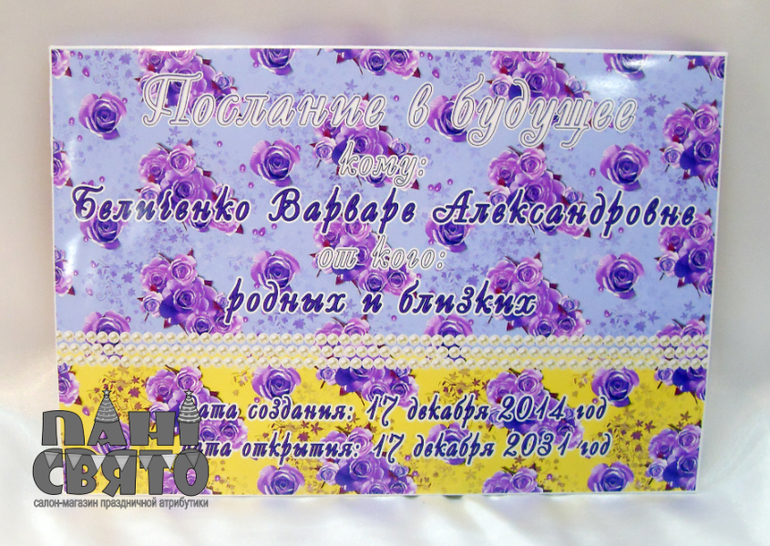 Послание в будущее
кому:
Беличенко Варваре Александровне
от кого:
родных и близких
ата создания: 17 декабря 2014 год
та открытия: 17 декабря 2031 год
ПАНІ
СВЯТО
салон-магазин праздничной атрибутики